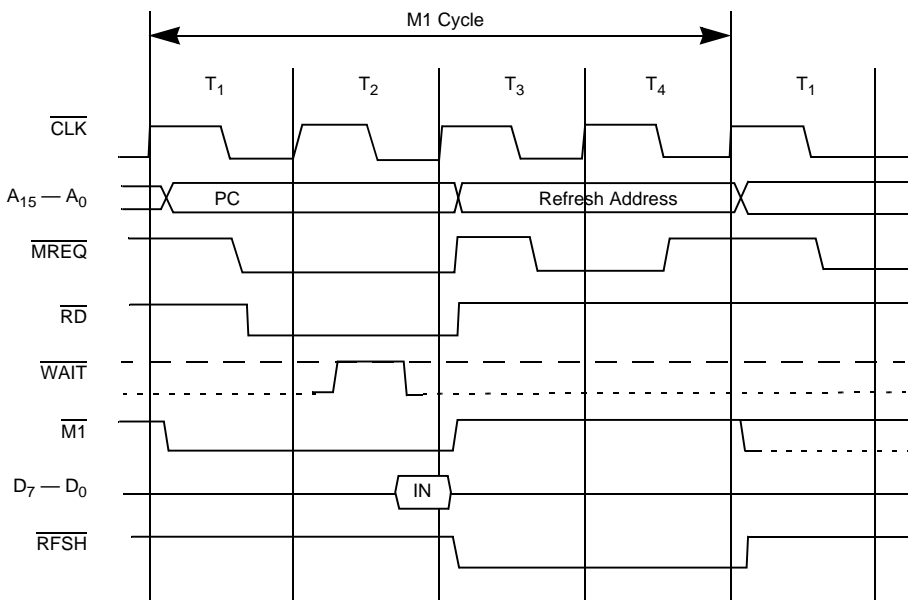 M1 Cycle
T1 T2 T3 T4 T1
CLK
A15 — A0 PC Refresh Address
MREQ
RD
WAIT
M1
D7 — D0 IN
RFSH